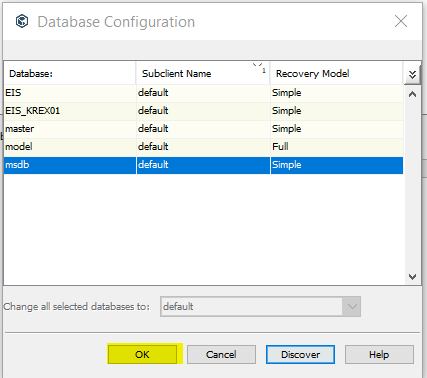 Database Configuration
Database: Subclient Name 1 Recovery Model
EIS default Simple
EIS_KREX01 default Simple
master default Simple
model default Full
msdb default Simple
Change all selected databases to: default
OK Cancel Discover Help